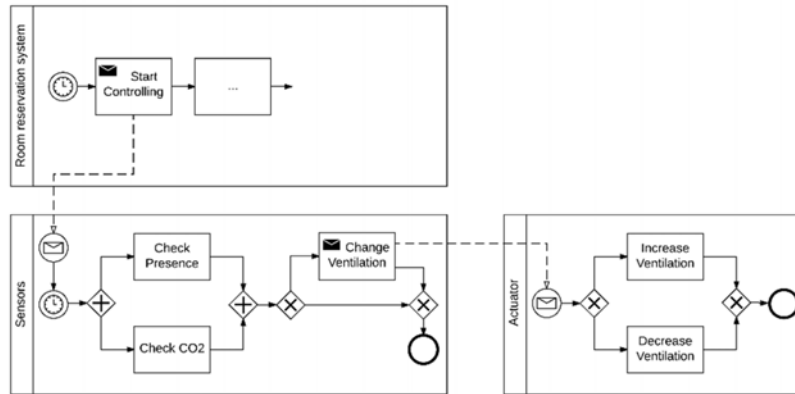 Room reservation system
Start
Controlling
...
Sensors
Check
Presence
Check CO2
Change
Ventilation
Actuator
Increase
Ventilation
Decrease
Ventilation